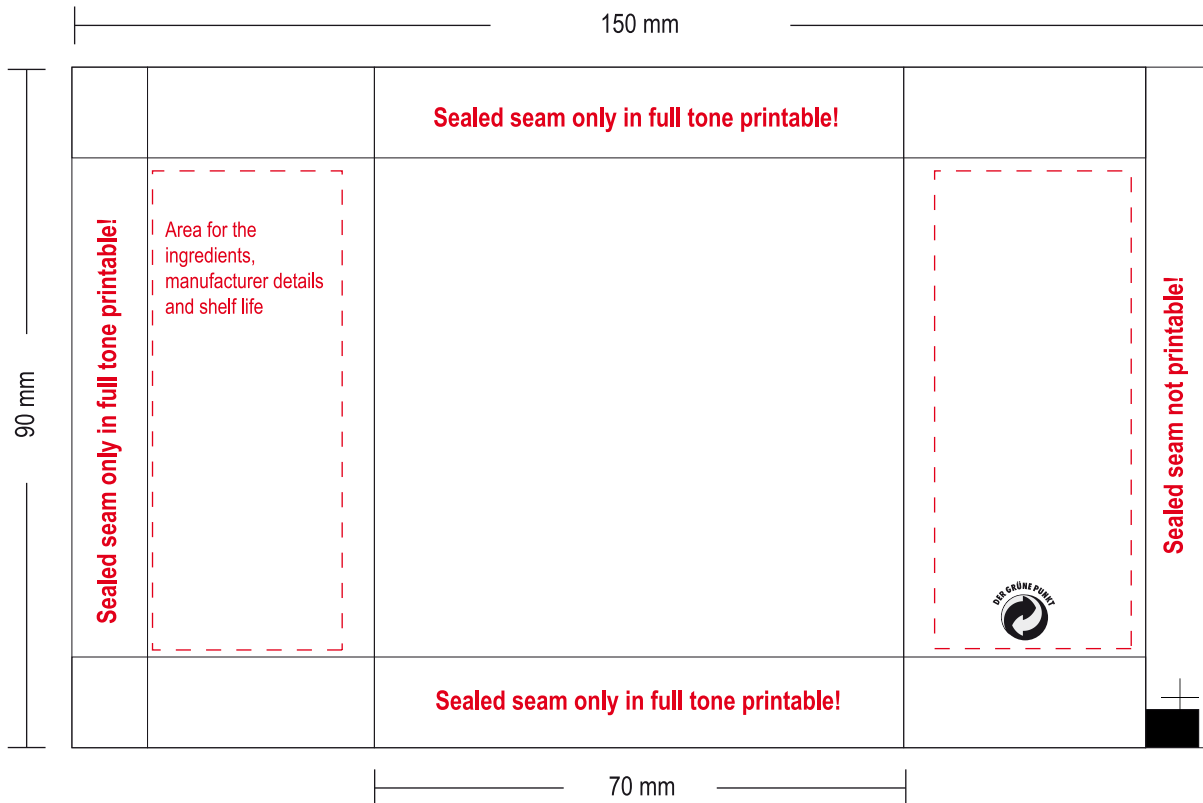 150 mm
Sealed seam only in full tone printable!
90 mm
Sealed seam only in full tone printable!
Area for the
ingredients,
manufacturer details
and shelf life
Sealed seam not printable!
DER GRÜNE PUNKT
Sealed seam only in full tone printable!
70 mm